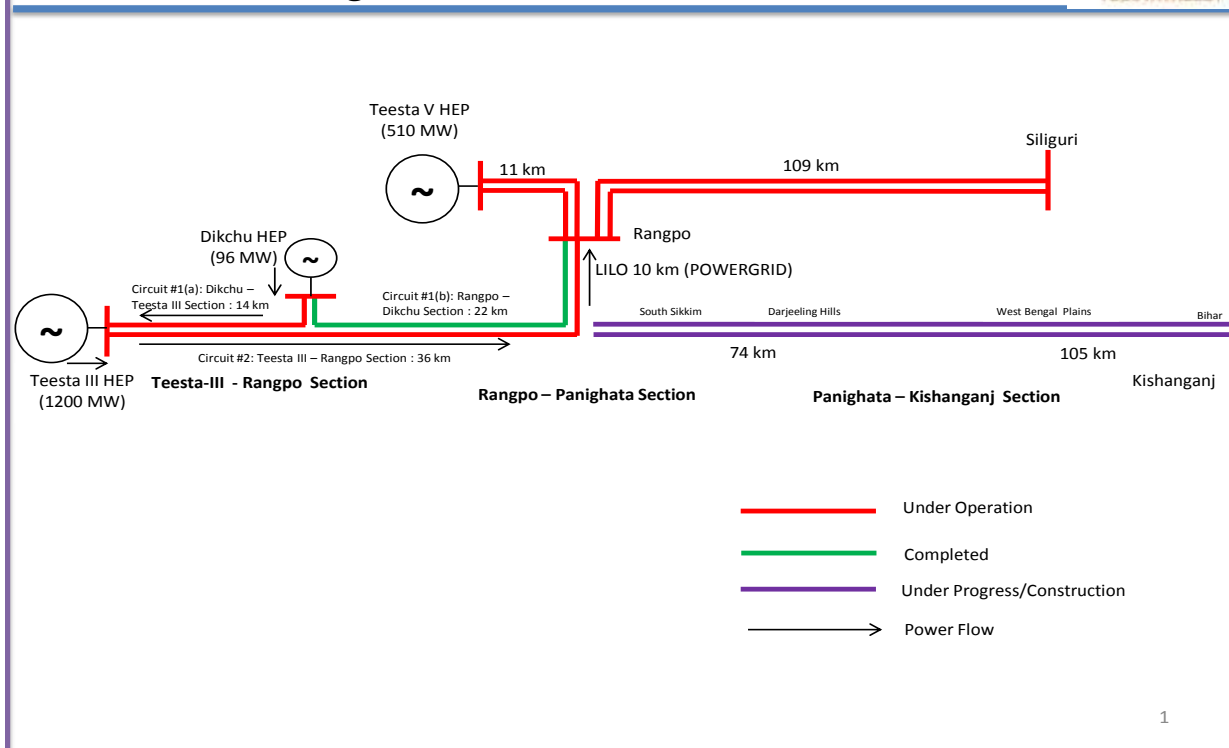 Teesta V HEP
(510 MW)
~
11 km
109 km
Siliguri
Dikchu HEP
(96 MW)
~
Rangpo
LILO 10 km (POWERGRID)
Circuit #1(a): Dikchu –
Teesta III Section : 14 km
Circuit #1(b): Rangpo –
Dikchu Section : 22 km
South Sikkim
Darjeeling Hills
West Bengal Plains
Bihar
~
Circuit #2: Teesta III – Rangpo Section : 36 km
74 km
105 km
Teesta III HEP
(1200 MW)
Teesta-III - Rangpo Section
Rangpo – Panighata Section
Panighata – Kishanganj Section
Kishanganj
Under Operation
Completed
Under Progress/Construction
Power Flow
1